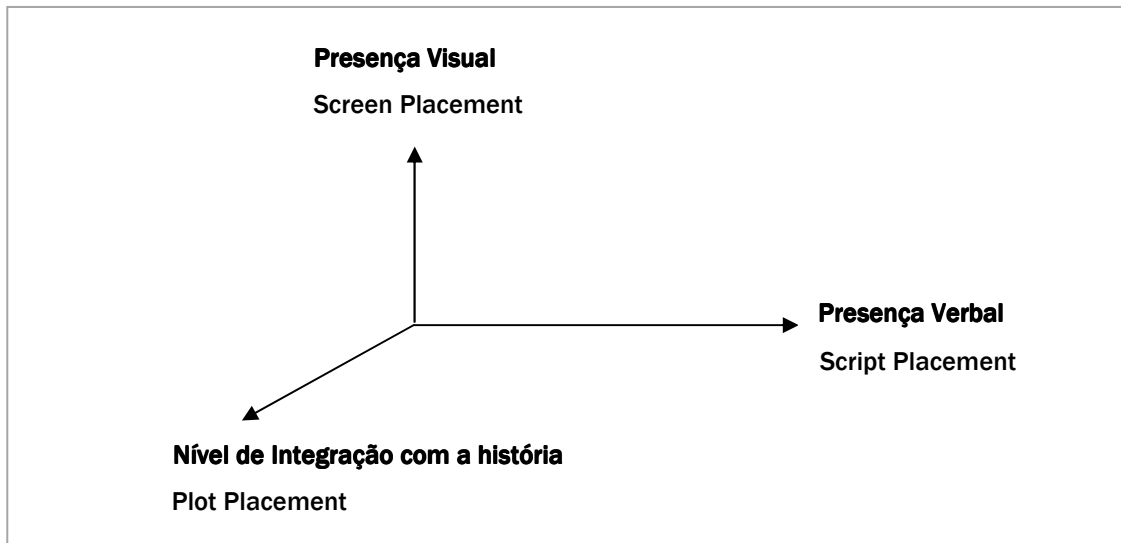 Presença Visual
Screen Placement
Presença Verbal
Script Placement
Nível de Integração com a história
Plot Placement